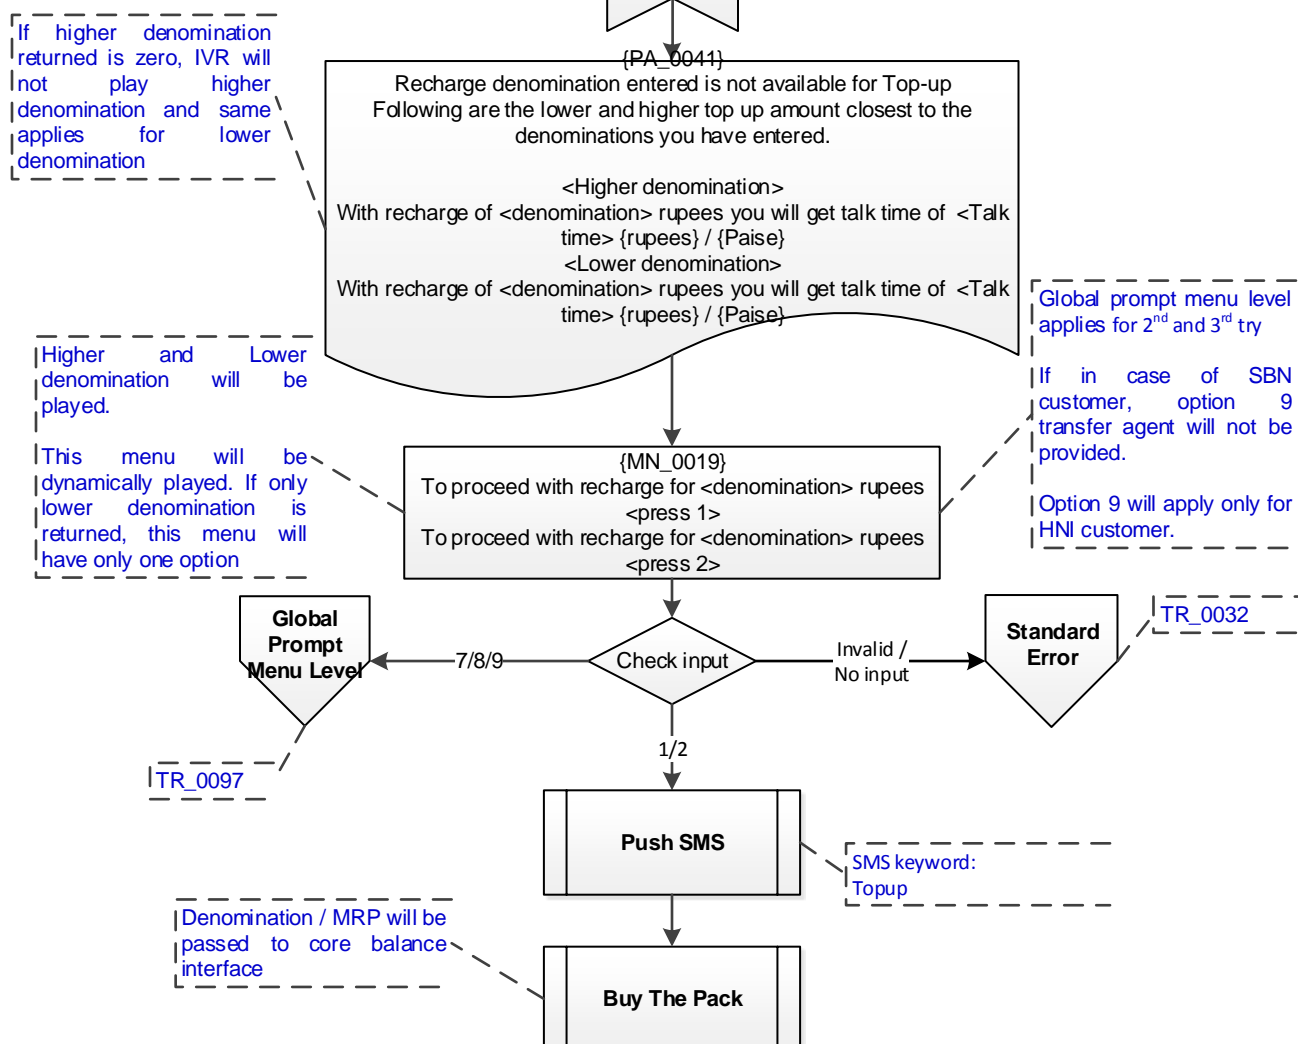 If higher denomination
returned is zero, IVR will
not play higher
denomination and same
applies for lower
denomination
{PA_0041}
Recharge denomination entered is not available for Top-up
Following are the lower and higher top up amount closest to the
denominations you have entered.
<Higher denomination>
With recharge of <denomination> rupees you will get talk time of <Talk
time> {rupees} / {Paise}
<Lower denomination>
With recharge of <denomination> rupees you will get talk time of <Talk
time> {rupees} / {Paise}
Global prompt menu level
applies for 2nd and 3rd try
If in case of SBN
customer, option 9
transfer agent will not be
provided.
Option 9 will apply only for
HNI customer.
Higher and Lower
denomination will be
played.
This menu will be
dynamically played. If only
lower denomination is
returned, this menu will
have only one option
{MN_0019}
To proceed with recharge for <denomination> rupees
<press 1>
To proceed with recharge for <denomination> rupees
<press 2>
Global
Prompt
Menu Level
7/8/9
Check input
Invalid /
No input
Standard
Error
TR_0032
TR_0097
1/2
Push SMS
SMS keyword:
Topup
Denomination / MRP will be
passed to core balance
interface
Buy The Pack